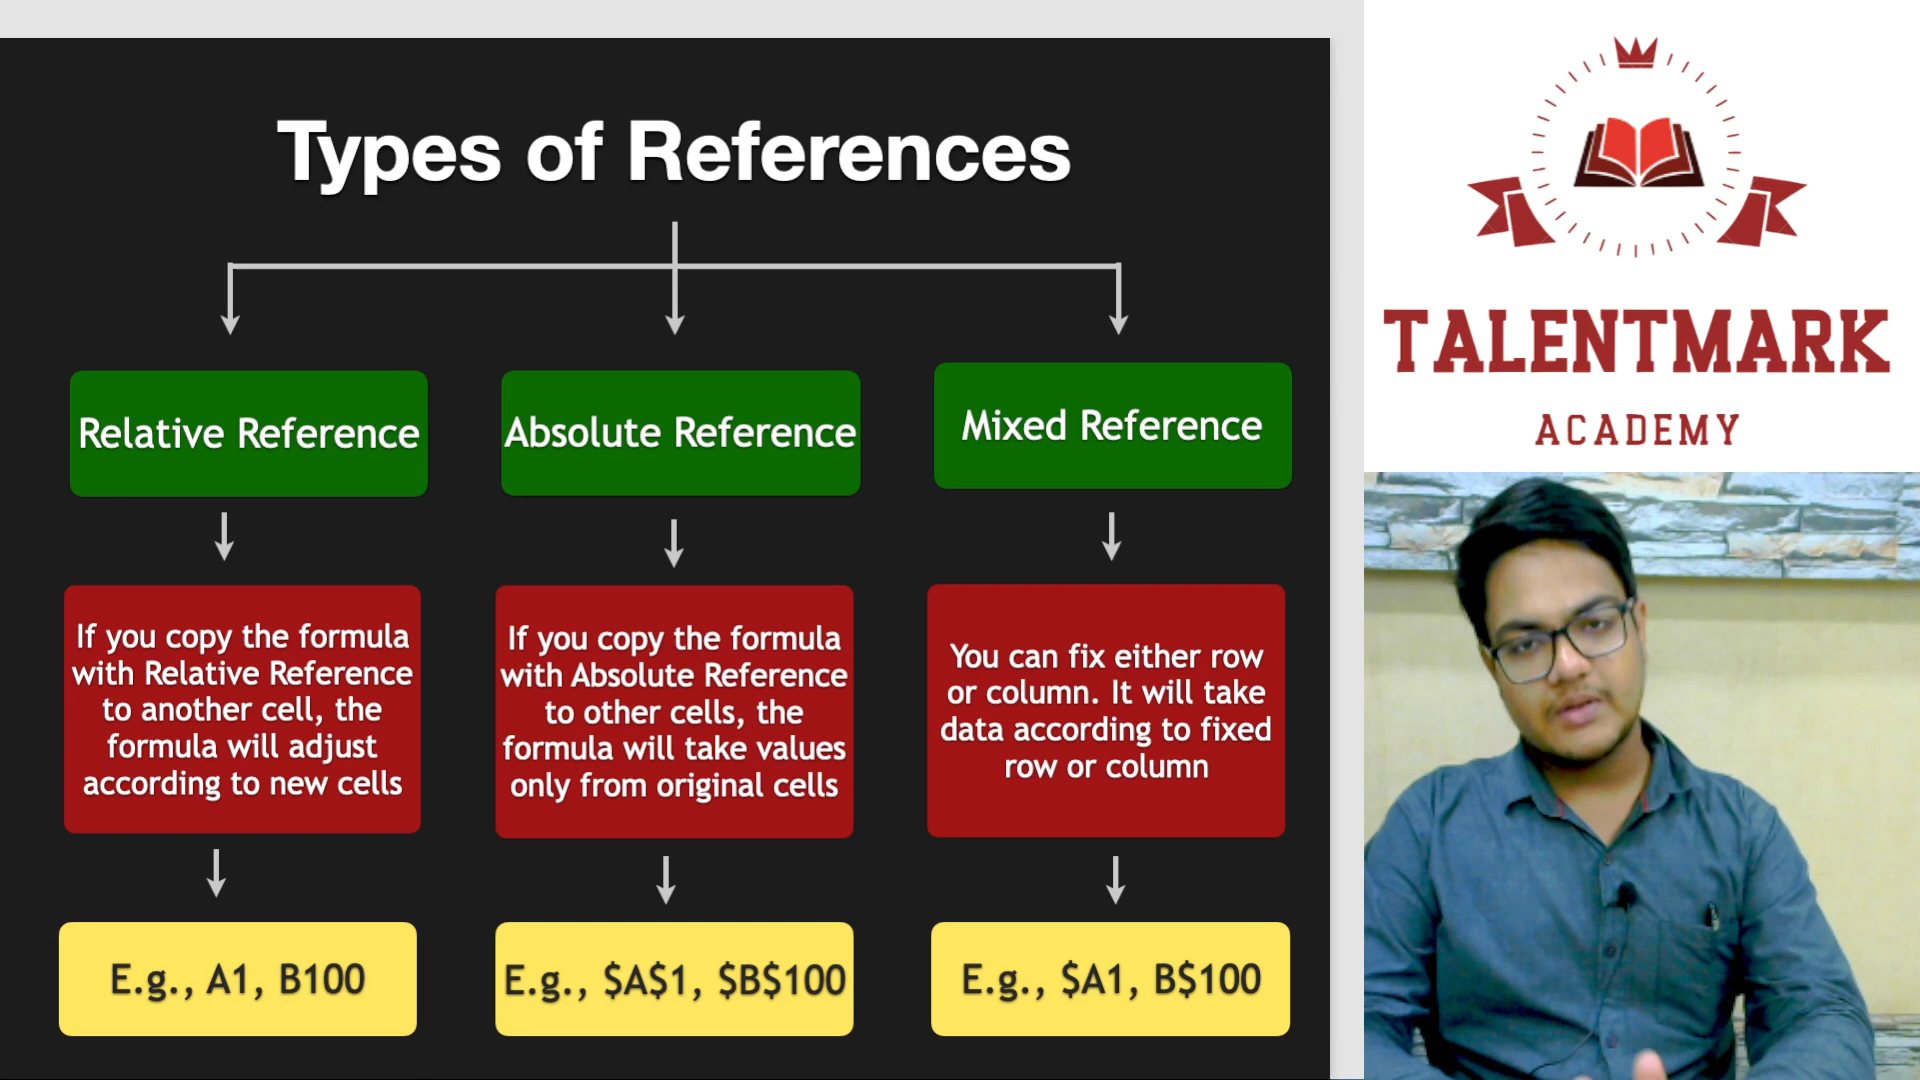 Types of References
Relative Reference
Absolute Reference
Mixed Reference
If you copy the formula
with Relative Reference
to another cell, the
formula will adjust
according to new cells
If you copy the formula
with Absolute Reference
to other cells, the
formula will take values
only from original cells
You can fix either row
or column. It will take
data according to fixed
row or column
E.g., A1, B100
E.g., $A$1, $B$100
E.g., $A1, B$100
TALENTMARK
ACADEMY